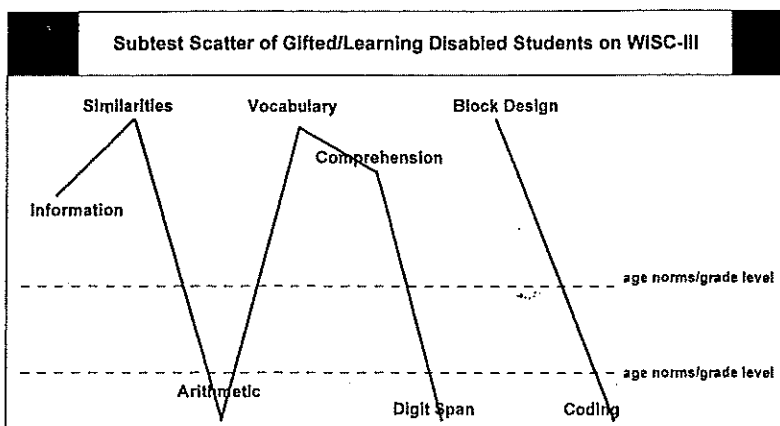 Subtest Scatter of Gifted/Learning Disabled Students on WISC-III
Similarities
Vocabulary
Block Design
Comprehension
Information
age norms/grade level
age norms/grade level
Arithmetic
Digit Span
Coding